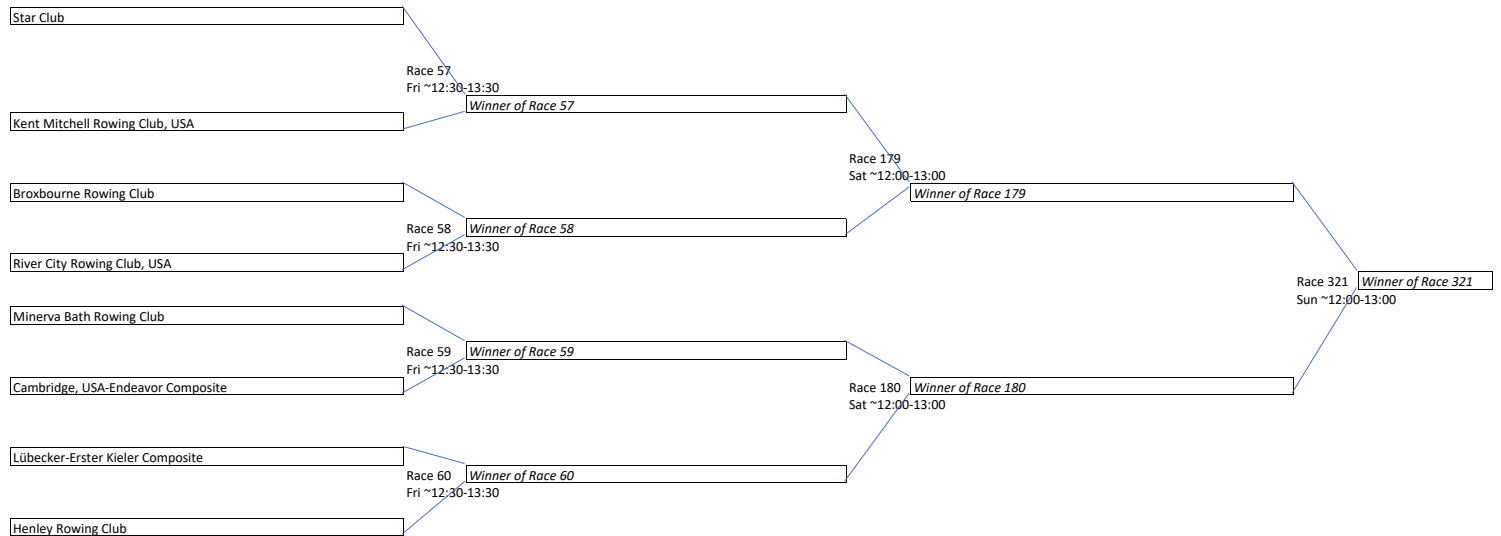 Star Club
Race 57
Fri ~12:30-13:30
Winner of Race 57
Kent Mitchell Rowing Club, USA
Race 179
Sat ~12:00-13:00
Winner of Race 179
Broxbourne Rowing Club
Race 58
Winner of Race 58
Fri ~12:30-13:30
River City Rowing Club, USA
Race 321
Winner of Race 321
Sun ~12:00-13:00
Minerva Bath Rowing Club
Race 59
Winner of Race 59
Fri ~12:30-13:30
Cambridge, USA-Endeavor Composite
Race 180
Winner of Race 180
Sat ~12:00-13:00
Lübecker-Erster Kieler Composite
Race 60
Winner of Race 60
Fri ~12:30-13:30
Henley Rowing Club